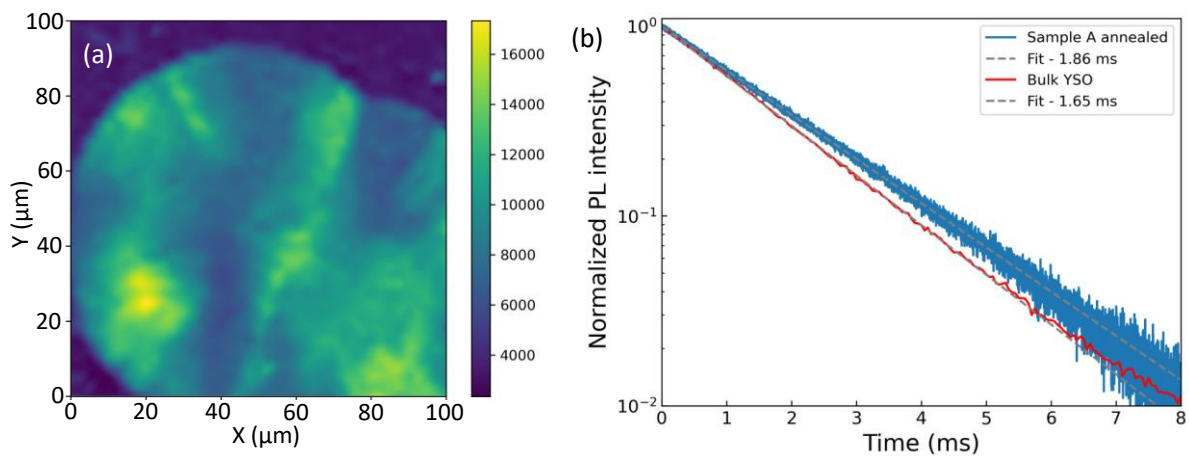 (a)
100
80
60
40
20
0
Y (µm)
0 20 40 60 80 100
X (µm)
16000
14000
12000
10000
8000
6000
4000
(b)
Sample A annealed
Fit - 1.86 ms
Bulk YSO
Fit - 1.65 ms
10⁰
10⁻¹
10⁻²
Normalized PL intensity
0 1 2 3 4 5 6 7 8
Time (ms)